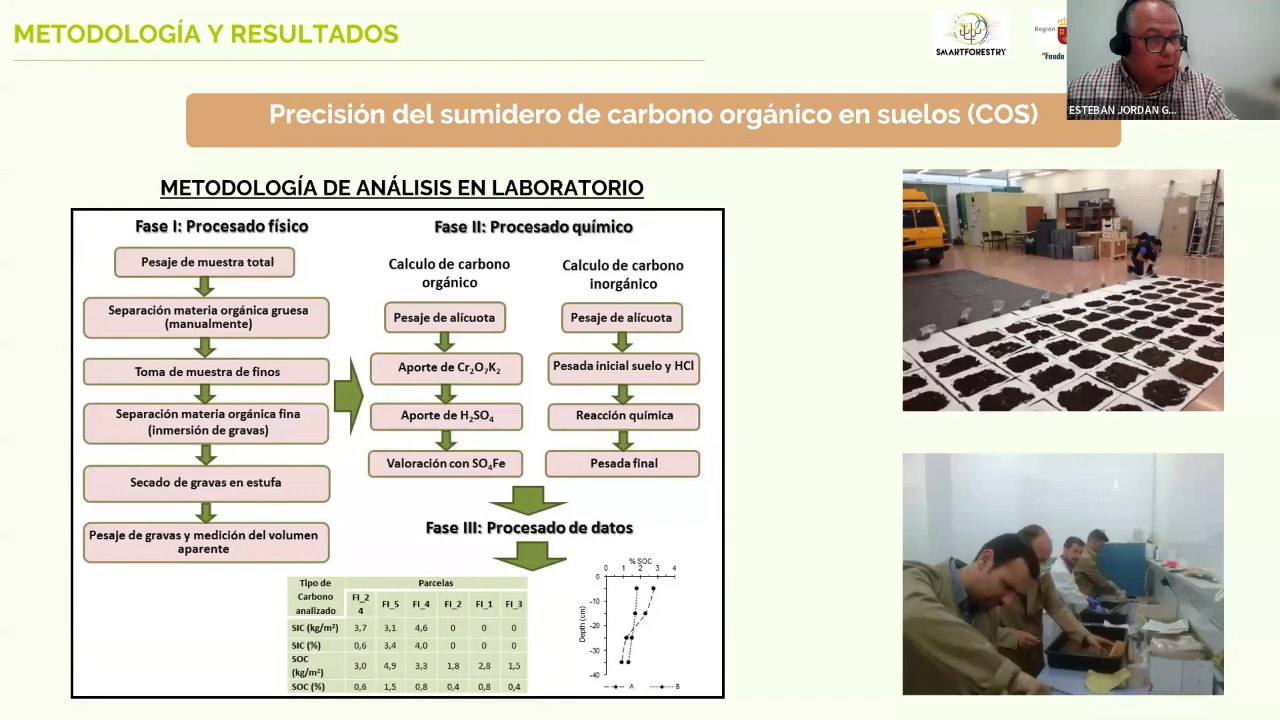 METODOLOGÍA Y RESULTADOS
SMARTFORESTRY
Región
"Fonda
ESTEBAN JORDAN G...
Precisión del sumidero de carbono orgánico en suelos (COS)
METODOLOGÍA DE ANÁLISIS EN LABORATORIO
Fase I: Procesado físico
Pesaje de muestra total
Separación materia orgánica gruesa
(manualmente)
Toma de muestra de finos
Separación materia orgánica fina
(inmersión de gravas)
Secado de gravas en estufa
Pesaje de gravas y medición del volumen
aparente
Fase II: Procesado químico
Calculo de carbono
orgánico
Pesaje de alícuota
Aporte de Cr₂O₇K₂
Aporte de H₂SO₄
Valoración con SO₄Fe
Calculo de carbono
inorgánico
Pesaje de alícuota
Pesada inicial suelo y HCl
Reacción química
Pesada final
Fase III: Procesado de datos
Tipo de
Carbono
analizado
Parcelas
FI_2
4
FI_5 FI_4 FI_2 FI_1 FI_3
SIC (kg/m²) 3,7 3,1 4,6 0 0 0
SIC (%) 0,6 3,4 4,0 0 0 0
SOC
(kg/m²) 3,0 4,9 3,3 1,8 2,8 1,5
SOC (%) 0,6 1,5 0,8 0,4 0,8 0,4
% SOC
0 1 2 3 4
0
-10
-20
-30
-40
Depth (cm)
A B